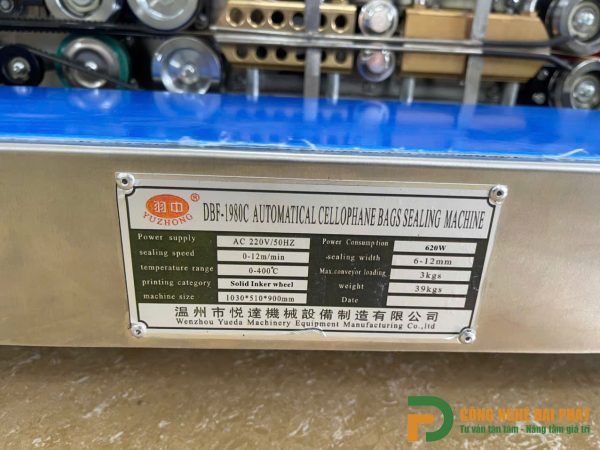 羽中 ®
YUZHONG
DBF-1980C AUTOMATICAL CELLOPHANE BAGS SEALING MACHINE
Power supply AC 220V/50HZ Power Consumption 620W
sealing speed 0-12m/min sealing width 6-12mm
temperature range 0-400℃ Max.conveyor loading 3kgs
printing category Solid Inker wheel weight 39kgs
machine size 1030*510*900mm Date
温州市悦達機械設備制造有限公司
Wenzhou Yueda Machinery Equipment Manufacturing Co.,ltd
CÔNG NGHỆ ĐẠI PHÁT
Tư vấn tận tâm - Nâng tầm giá trị